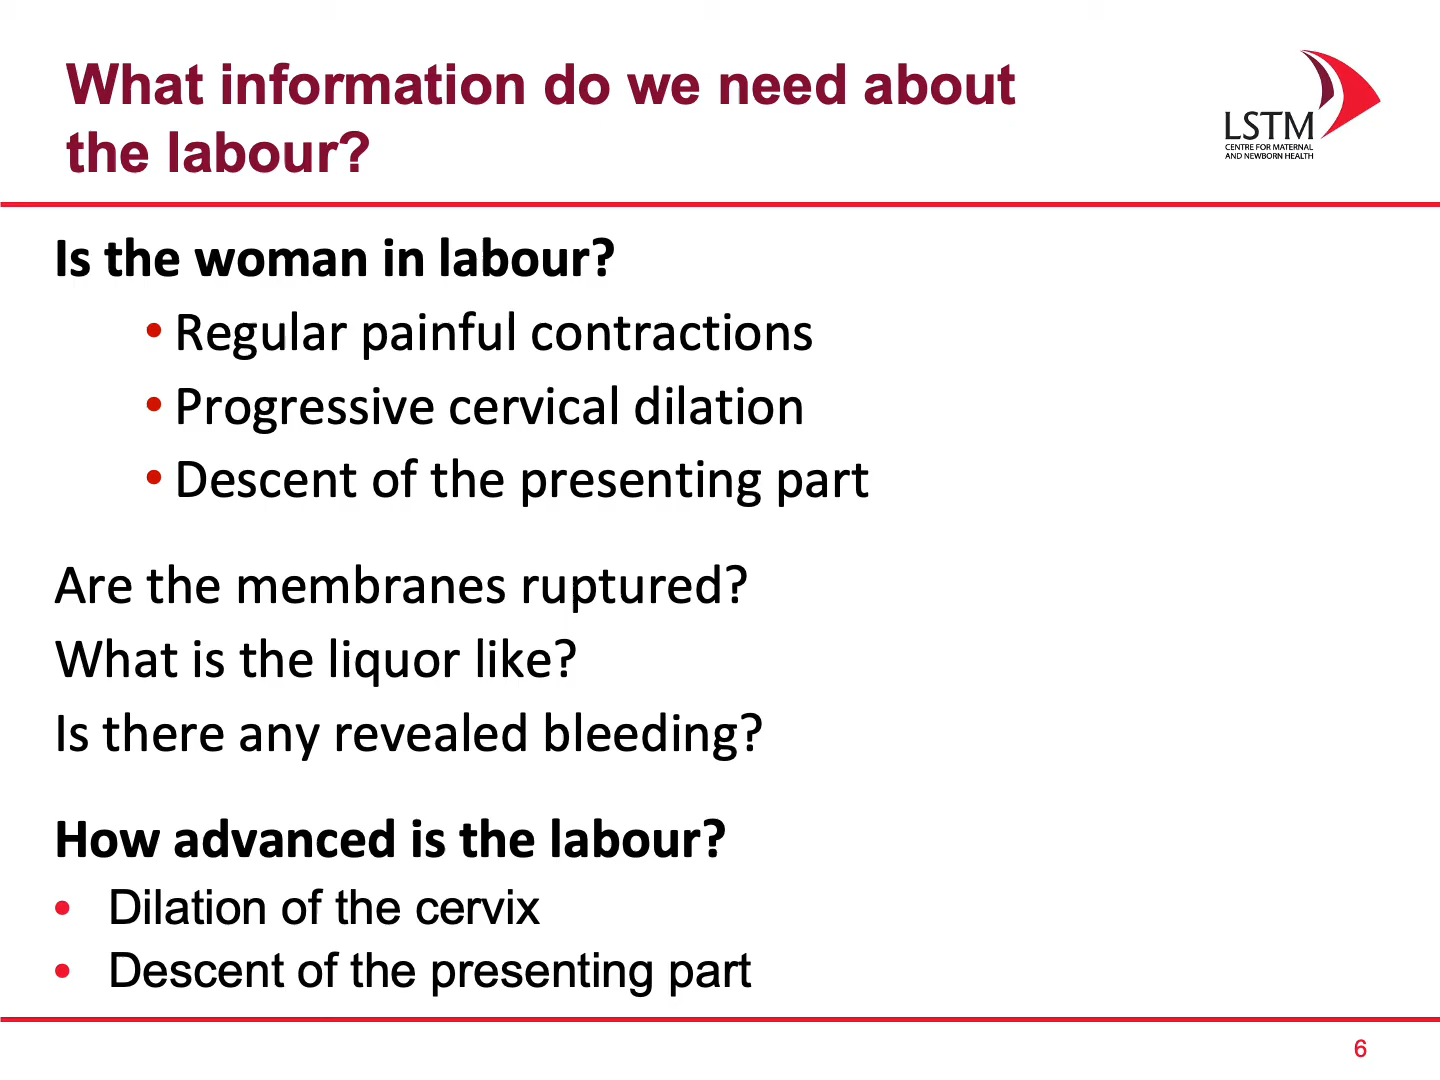 What information do we need about
the labour?
LSTM
CENTRE FOR MATERNAL
AND NEWBORN HEALTH
Is the woman in labour?
• Regular painful contractions
• Progressive cervical dilation
• Descent of the presenting part
Are the membranes ruptured?
What is the liquor like?
Is there any revealed bleeding?
How advanced is the labour?
• Dilation of the cervix
• Descent of the presenting part
6